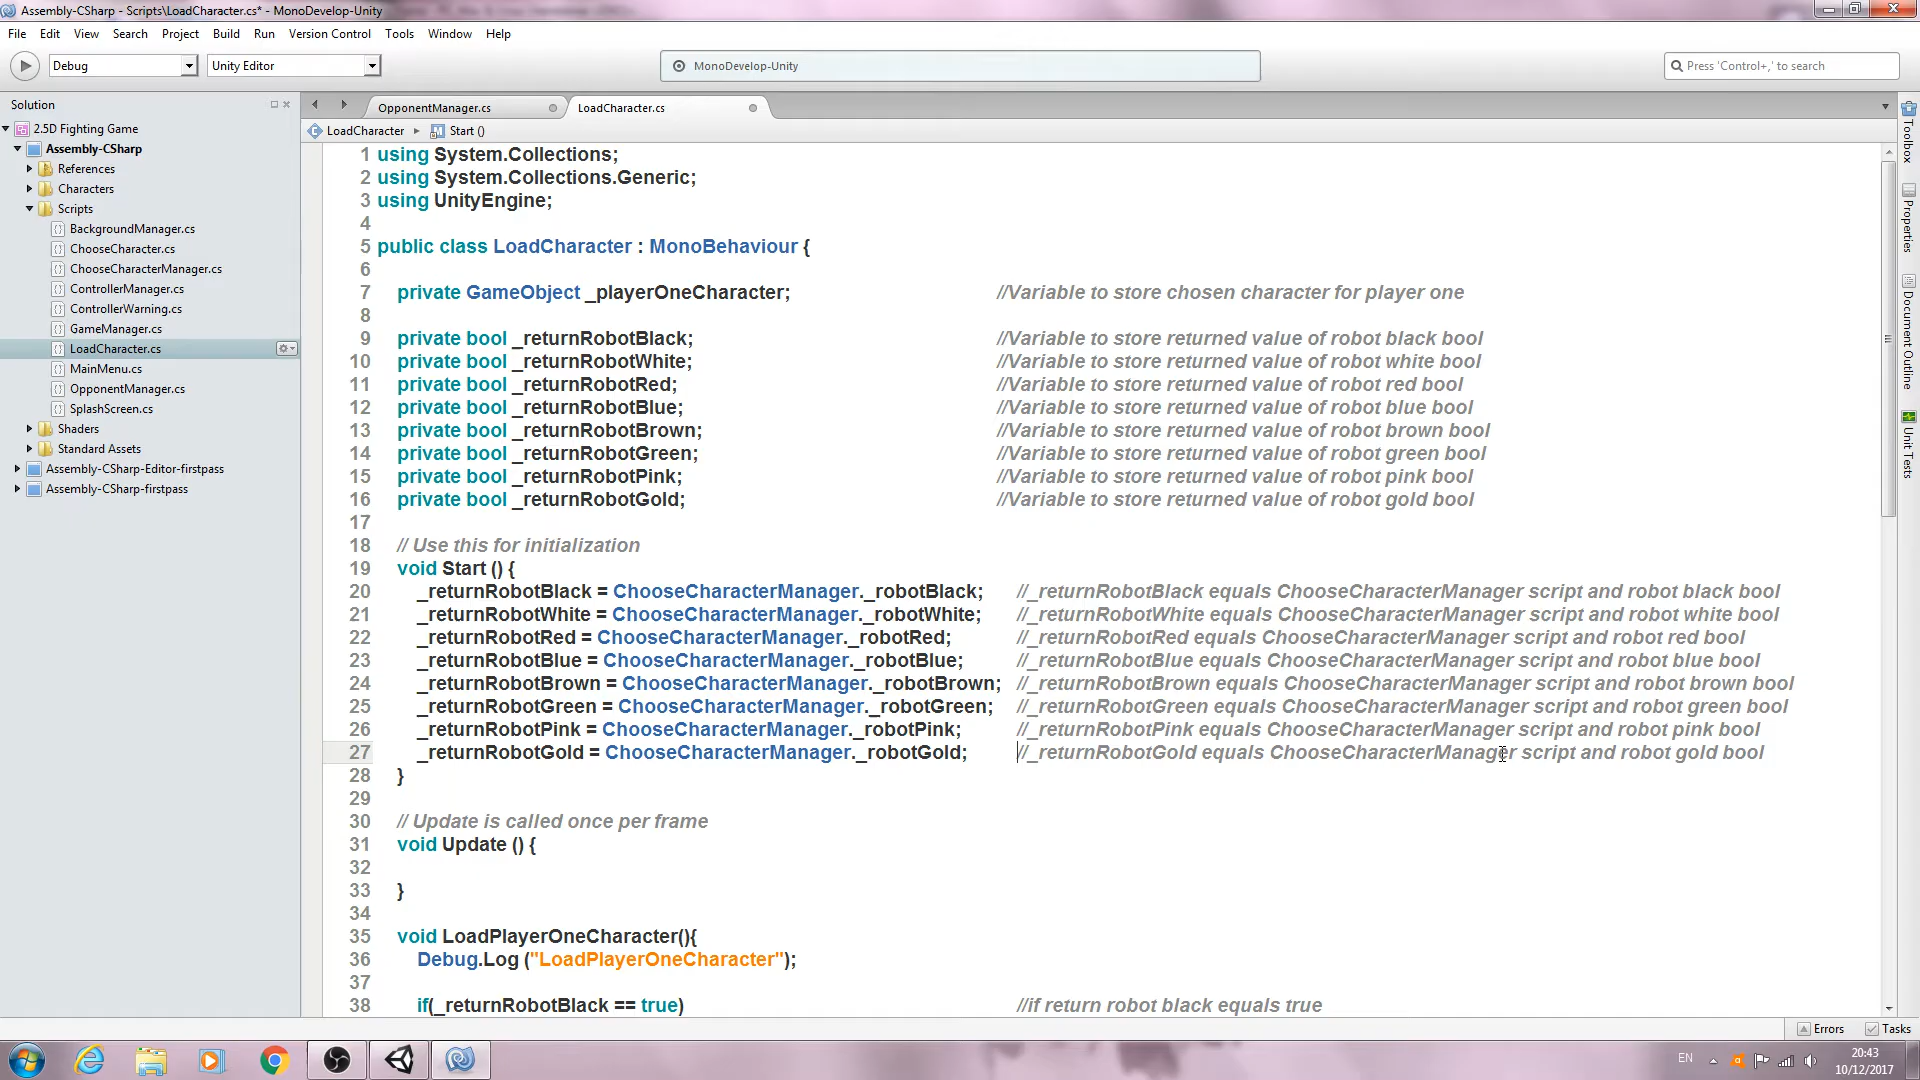 Assembly-CSharp - Scripts\LoadCharacter.cs* - MonoDevelop-Unity
File Edit View Search Project Build Run Version Control Tools Window Help
Debug Unity Editor MonoDevelop-Unity Press 'Control+,' to search
Solution
2.5D Fighting Game
Assembly-CSharp
References
Characters
Scripts
BackgroundManager.cs
ChooseCharacter.cs
ChooseCharacterManager.cs
ControllerManager.cs
ControllerWarning.cs
GameManager.cs
LoadCharacter.cs
MainMenu.cs
OpponentManager.cs
SplashScreen.cs
Shaders
Standard Assets
Assembly-CSharp-Editor-firstpass
Assembly-CSharp-firstpass
OpponentManager.cs LoadCharacter.cs
LoadCharacter Start ()
1 using System.Collections;
2 using System.Collections.Generic;
3 using UnityEngine;
4
5 public class LoadCharacter : MonoBehaviour {
6
7 private GameObject _playerOneCharacter; //Variable to store chosen character for player one
8
9 private bool _returnRobotBlack; //Variable to store returned value of robot black bool
10 private bool _returnRobotWhite; //Variable to store returned value of robot white bool
11 private bool _returnRobotRed; //Variable to store returned value of robot red bool
12 private bool _returnRobotBlue; //Variable to store returned value of robot blue bool
13 private bool _returnRobotBrown; //Variable to store returned value of robot brown bool
14 private bool _returnRobotGreen; //Variable to store returned value of robot green bool
15 private bool _returnRobotPink; //Variable to store returned value of robot pink bool
16 private bool _returnRobotGold; //Variable to store returned value of robot gold bool
17
18 // Use this for initialization
19 void Start () {
20 _returnRobotBlack = ChooseCharacterManager._robotBlack; //_returnRobotBlack equals ChooseCharacterManager script and robot black bool
21 _returnRobotWhite = ChooseCharacterManager._robotWhite; //_returnRobotWhite equals ChooseCharacterManager script and robot white bool
22 _returnRobotRed = ChooseCharacterManager._robotRed; //_returnRobotRed equals ChooseCharacterManager script and robot red bool
23 _returnRobotBlue = ChooseCharacterManager._robotBlue; //_returnRobotBlue equals ChooseCharacterManager script and robot blue bool
24 _returnRobotBrown = ChooseCharacterManager._robotBrown; //_returnRobotBrown equals ChooseCharacterManager script and robot brown bool
25 _returnRobotGreen = ChooseCharacterManager._robotGreen; //_returnRobotGreen equals ChooseCharacterManager script and robot green bool
26 _returnRobotPink = ChooseCharacterManager._robotPink; //_returnRobotPink equals ChooseCharacterManager script and robot pink bool
27 _returnRobotGold = ChooseCharacterManager._robotGold; //_returnRobotGold equals ChooseCharacterManager script and robot gold bool
28 }
29
30 // Update is called once per frame
31 void Update () {
32
33 }
34
35 void LoadPlayerOneCharacter(){
36 Debug.Log ("LoadPlayerOneCharacter");
37
38 if(_returnRobotBlack == true) //if return robot black equals true
Toolbox
Properties
Document Outline
Unit Tests
Errors Tasks
EN
20:43
10/12/2017